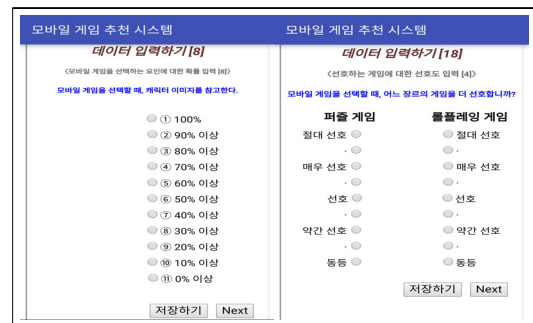 모바일 게임 추천 시스템
데이터 입력하기[8]
<모바일 게임을 선택하는 요인에 대한 확률 입력 [8]>
모바일 게임을 선택할 때, 캐릭터 이미지를 참고한다.
① 100%
② 90% 이상
③ 80% 이상
④ 70% 이상
⑤ 60% 이상
⑥ 50% 이상
⑦ 40% 이상
⑧ 30% 이상
⑨ 20% 이상
⑩ 10% 이상
⑪ 0% 이상
저장하기 Next
모바일 게임 추천 시스템
데이터 입력하기[18]
<선호하는 게임에 대한 선호도 입력 [4]>
모바일 게임을 선택할 때, 어느 장르의 게임을 더 선호합니까?
퍼즐 게임 롤플레잉 게임
절대 선호 절대 선호
· ·
매우 선호 매우 선호
· ·
선호 선호
· ·
약간 선호 약간 선호
· ·
동등 동등
저장하기 Next